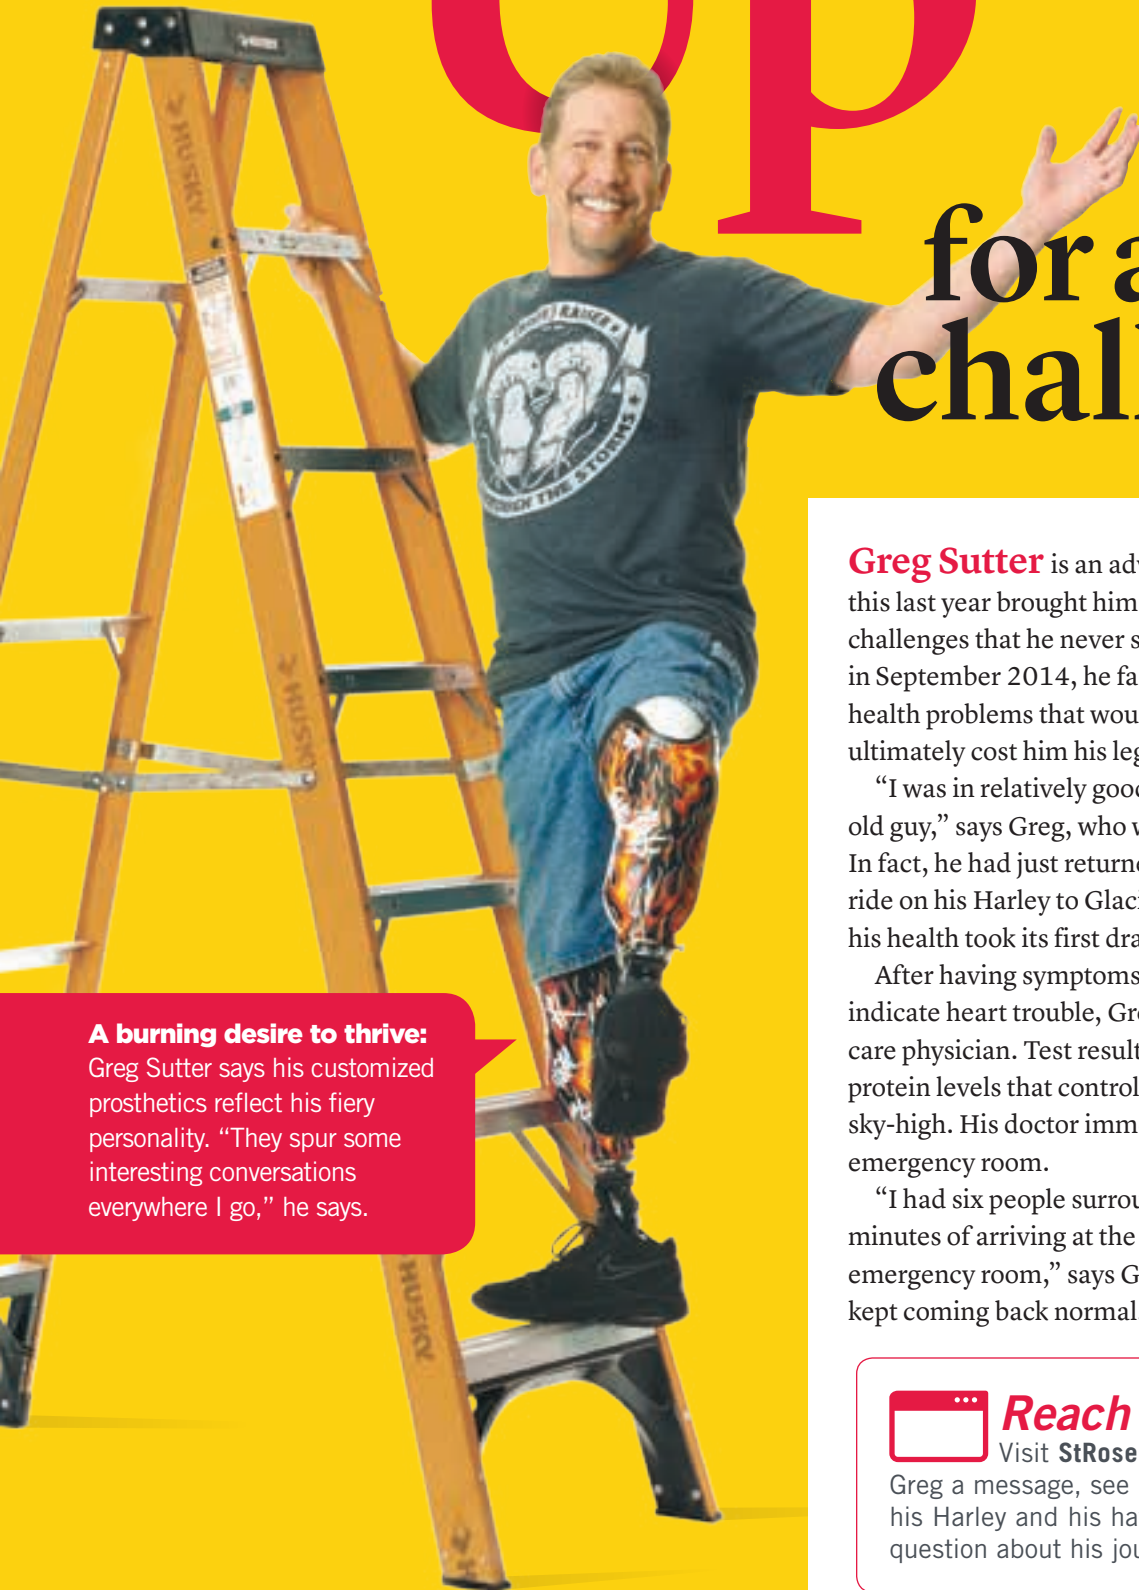 up
for a
chall
HUSKY
(FUND) RAISER
THROUGH THE STORMS
HUSKY
HUSKY
A burning desire to thrive:
Greg Sutter says his customized
prosthetics reflect his fiery
personality. “They spur some
interesting conversations
everywhere I go,” he says.
Greg Sutter is an adv
this last year brought him
challenges that he never s
in September 2014, he fa
health problems that wou
ultimately cost him his leg
“I was in relatively good
old guy,” says Greg, who w
In fact, he had just returne
ride on his Harley to Glaci
his health took its first dra
After having symptoms
indicate heart trouble, Gre
care physician. Test result
protein levels that control
sky-high. His doctor imm
emergency room.
“I had six people surrou
minutes of arriving at the
emergency room,” says G
kept coming back normal.
Reach
Visit StRose
Greg a message, see
his Harley and his ha
question about his jou